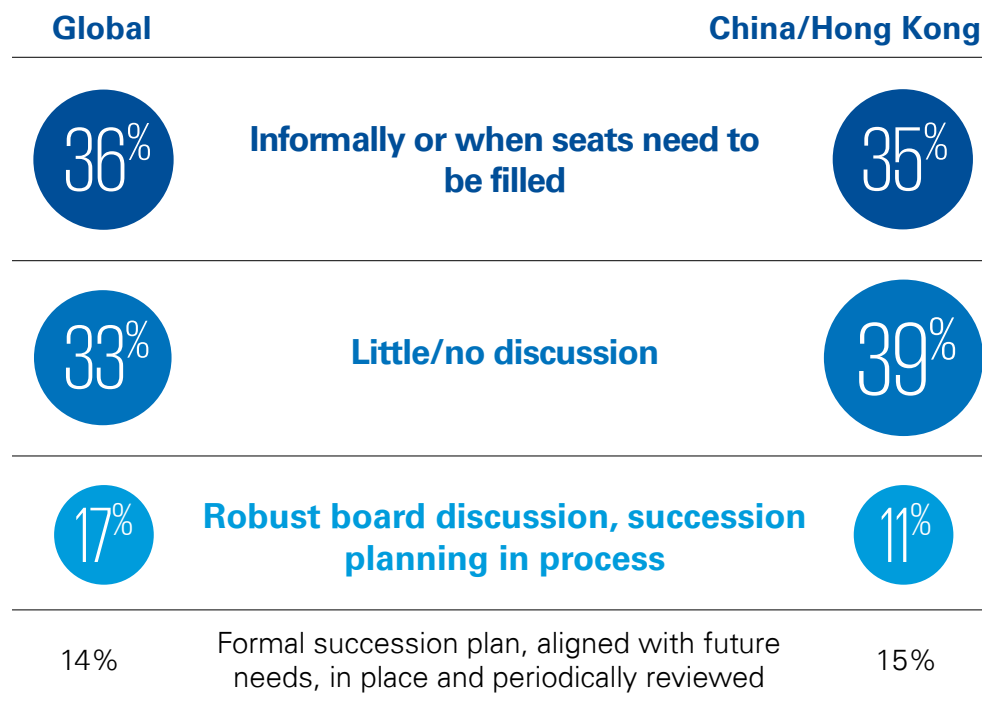 Global China/Hong Kong
36% Informally or when seats need to 35%
be filled
33% Little/no discussion 39%
17% Robust board discussion, succession 11%
planning in process
14% Formal succession plan, aligned with future 15%
needs, in place and periodically reviewed